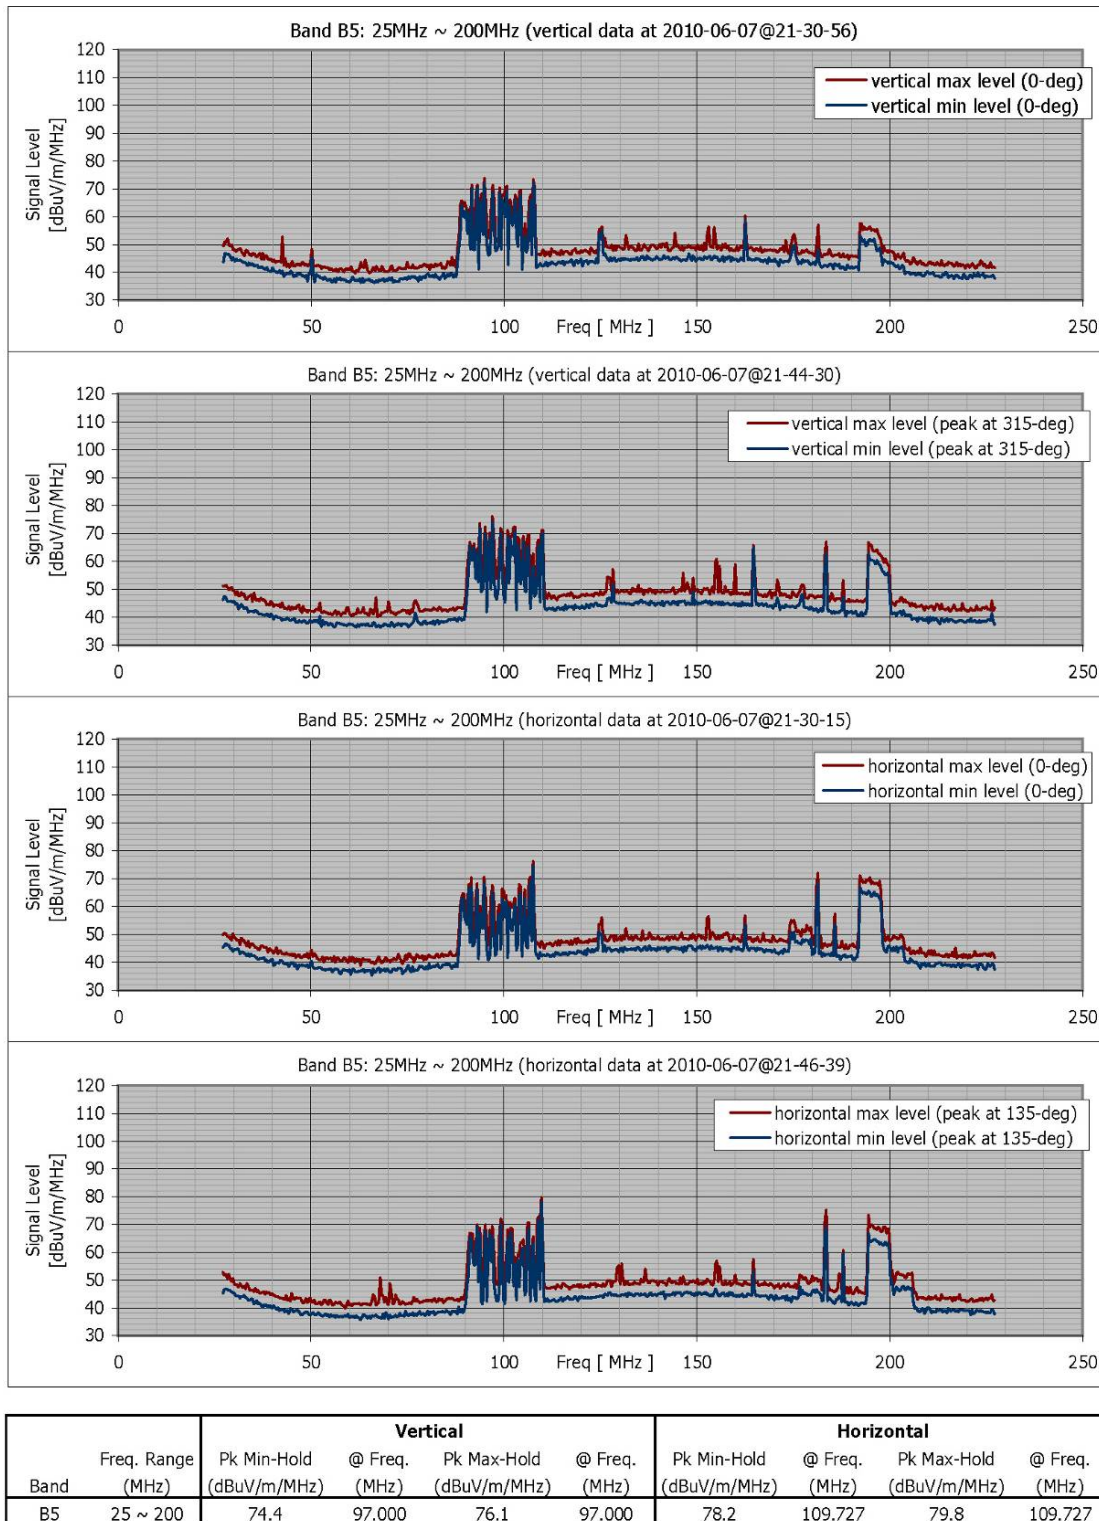 Band B5: 25MHz ~ 200MHz (vertical data at 2010-06-07@21-30-56)
120
110
100
90
80
70
60
50
40
30
Signal Level
[dBuV/m/MHz]
vertical max level (0-deg)
vertical min level (0-deg)
0 50 100 Freq [ MHz ] 150 200 250
Band B5: 25MHz ~ 200MHz (vertical data at 2010-06-07@21-44-30)
120
110
100
90
80
70
60
50
40
30
Signal Level
[dBuV/m/MHz]
vertical max level (peak at 315-deg)
vertical min level (peak at 315-deg)
0 50 100 Freq [ MHz ] 150 200 250
Band B5: 25MHz ~ 200MHz (horizontal data at 2010-06-07@21-30-15)
120
110
100
90
80
70
60
50
40
30
Signal Level
[dBuV/m/MHz]
horizontal max level (0-deg)
horizontal min level (0-deg)
0 50 100 Freq [ MHz ] 150 200 250
Band B5: 25MHz ~ 200MHz (horizontal data at 2010-06-07@21-46-39)
120
110
100
90
80
70
60
50
40
30
Signal Level
[dBuV/m/MHz]
horizontal max level (peak at 135-deg)
horizontal min level (peak at 135-deg)
0 50 100 Freq [ MHz ] 150 200 250
Vertical Horizontal
Freq. Range Pk Min-Hold @ Freq. Pk Max-Hold @ Freq. Pk Min-Hold @ Freq. Pk Max-Hold @ Freq.
Band (MHz) (dBuV/m/MHz) (MHz) (dBuV/m/MHz) (MHz) (dBuV/m/MHz) (MHz) (dBuV/m/MHz) (MHz)
B5 25 ~ 200 74.4 97.000 76.1 97.000 78.2 109.727 79.8 109.727